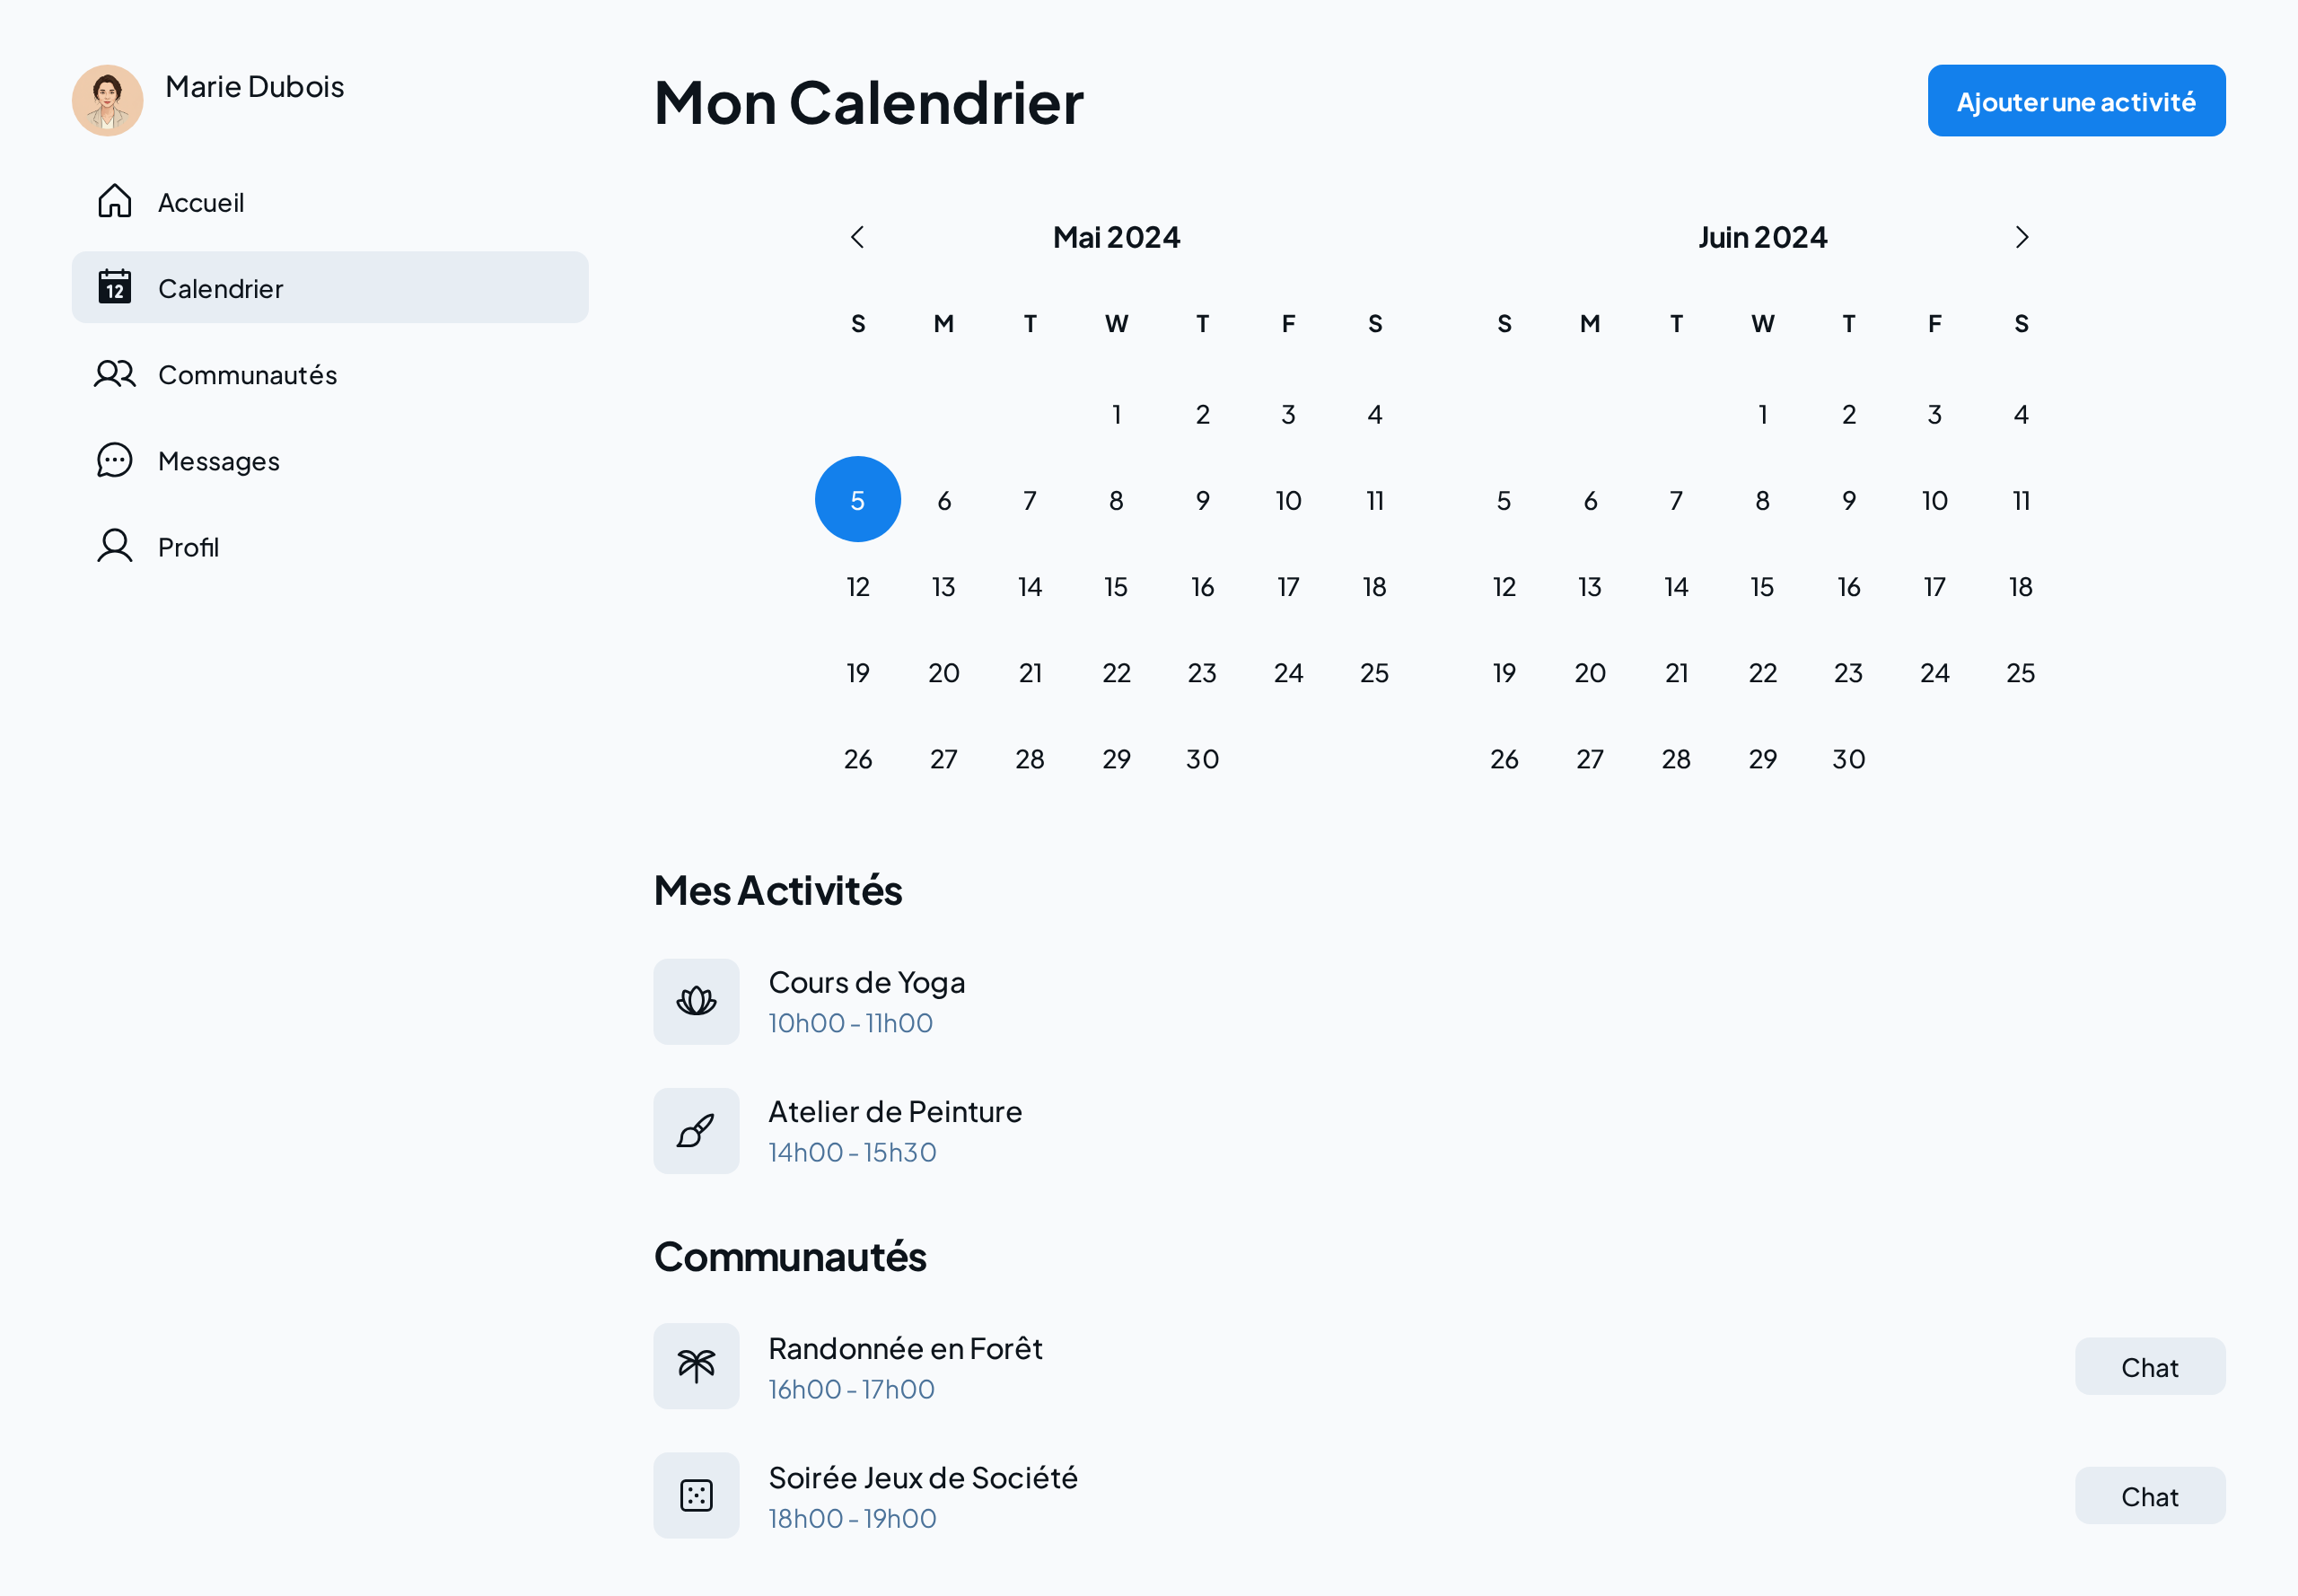 Marie Dubois
Accueil
12
Calendrier
Communautés
Messages
Profil
Mon Calendrier
Ajouter une activité
Mai 2024
S M T W T F S
1 2 3 4
5 6 7 8 9 10 11
12 13 14 15 16 17 18
19 20 21 22 23 24 25
26 27 28 29 30
Juin 2024
S M T W T F S
1 2 3 4
5 6 7 8 9 10 11
12 13 14 15 16 17 18
19 20 21 22 23 24 25
26 27 28 29 30
Mes Activités
Cours de Yoga
10h00 - 11h00
Atelier de Peinture
14h00 - 15h30
Communautés
Randonnée en Forêt
16h00 - 17h00
Chat
Soirée Jeux de Société
18h00 - 19h00
Chat